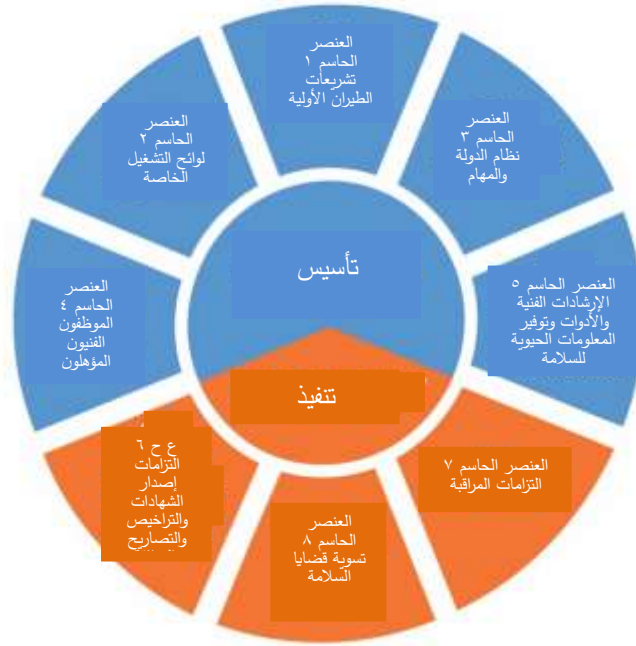 العنصر
الحاسم ١
تشريعات
الطيران الأولية
العنصر
الحاسم ٢
لوائح التشغيل
الخاصة
العنصر
الحاسم ٣
نظام الدولة
والمهام
العنصر
الحاسم ٤
الموظفون
الفنيون
المؤهلون
العنصر الحاسم ٥
الإرشادات الفنية
والأدوات وتوفير
المعلومات الحيوية
للسلامة
تأسيس
تنفيذ
ع ح ٦
التزامات
إصدار
الشهادات
والتراخيص
والتصاريح
العنصر الحاسم ٧
التزامات المراقبة
العنصر
الحاسم ٨
تسوية قضايا
السلامة